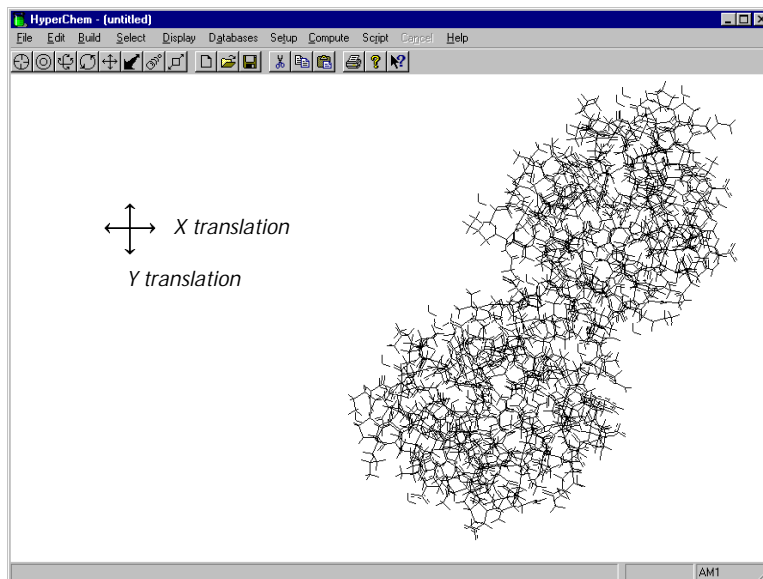 HyperChem - (untitled)
File Edit Build Select Display Databases Setup Compute Script Cancel Help
X translation
Y translation
AM1